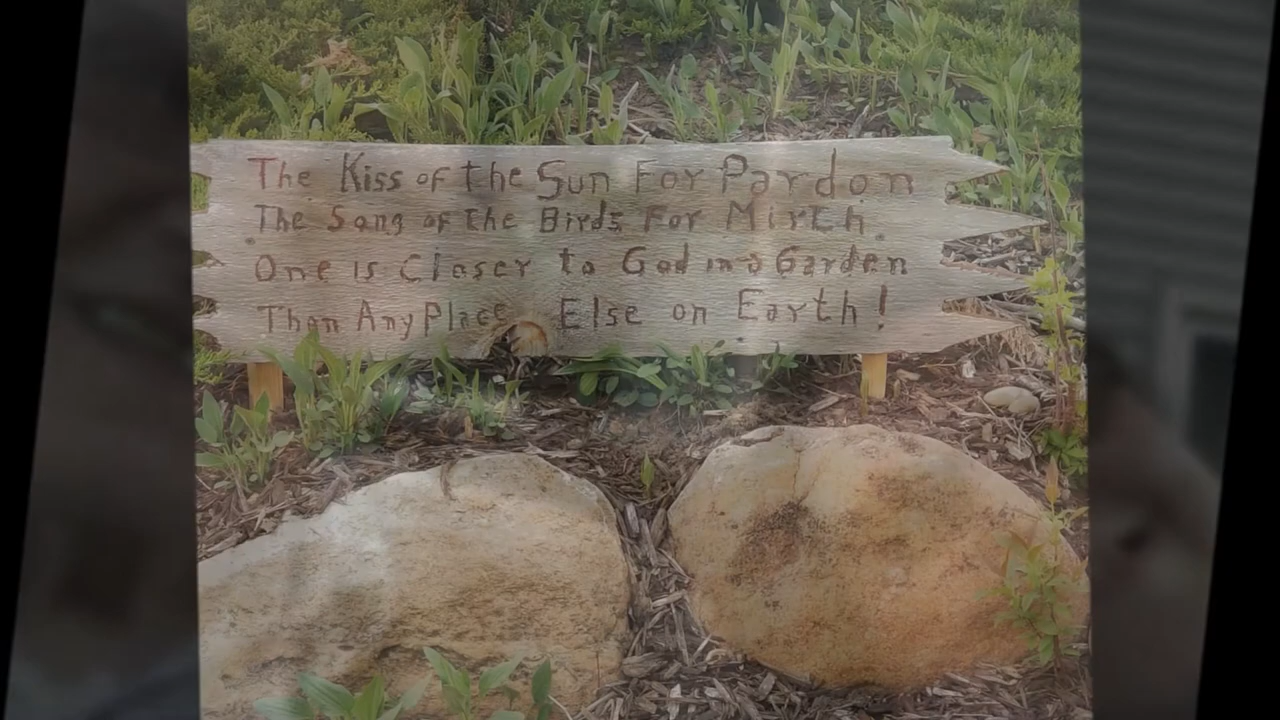 The Kiss of the Sun For Pardon
The Song of the Birds For Mirth.
One is Closer to God in a Garden
Than Any Place Else on Earth!